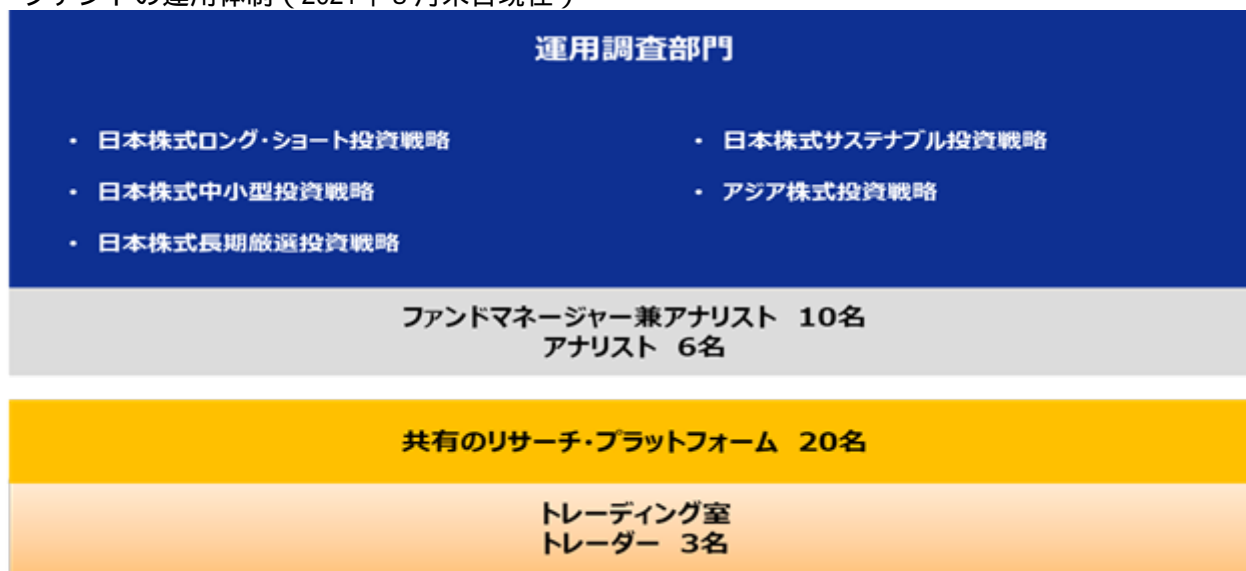 運用調査部門
・ 日本株式ロング・ショート投資戦略
・ 日本株式サステナブル投資戦略
・ 日本株式中小型投資戦略
・ アジア株式投資戦略
・ 日本株式長期厳選投資戦略
ファンドマネージャー兼アナリスト 10名
アナリスト 6名
共有のリサーチ・プラットフォーム 20名
トレーディング室
トレーダー 3名